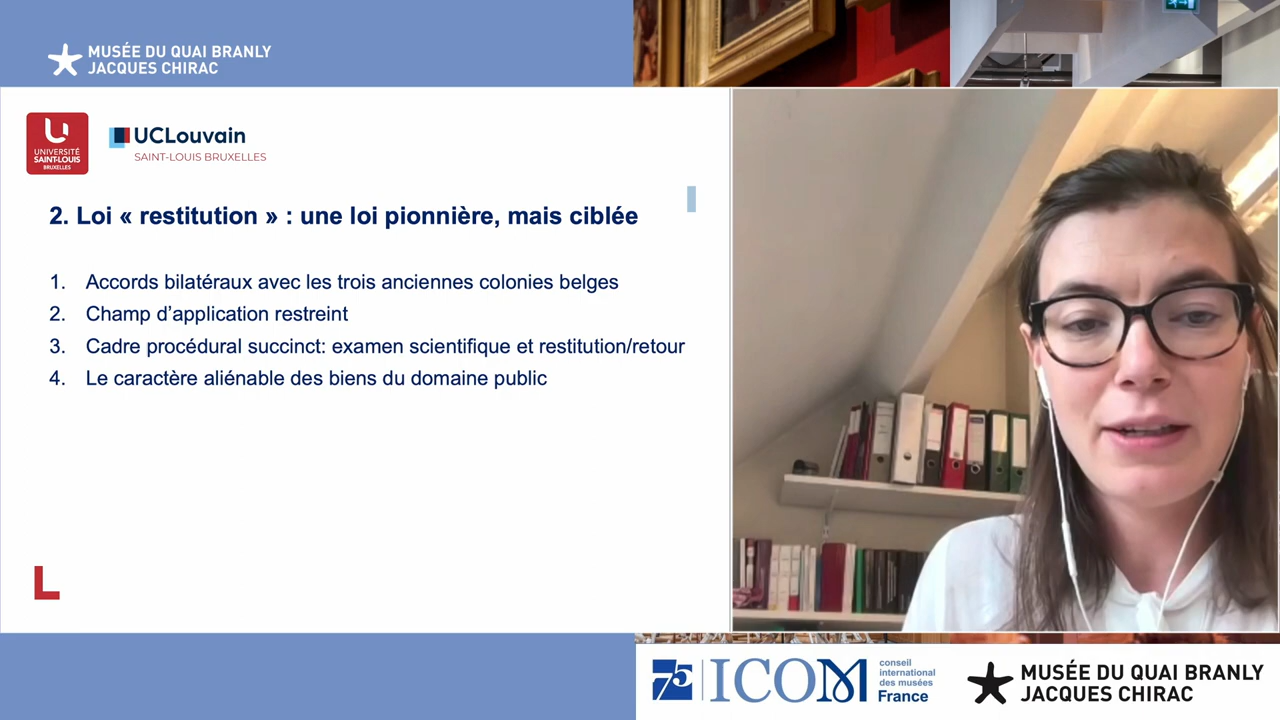 MUSÉE DU QUAI BRANLY
JACQUES CHIRAC
UNIVERSITÉ
SAINT-LOUIS
BRUXELLES
UCLouvain
SAINT-LOUIS BRUXELLES
2. Loi « restitution » : une loi pionnière, mais ciblée
1. Accords bilatéraux avec les trois anciennes colonies belges
2. Champ d’application restreint
3. Cadre procédural succinct: examen scientifique et restitution/retour
4. Le caractère aliénable des biens du domaine public
75 ICOM
conseil
international
des musées
France
MUSÉE DU QUAI BRANLY
JACQUES CHIRAC